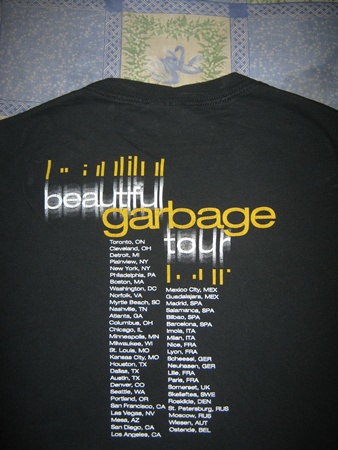 beautiful
garbage
tour
Toronto, ON
Cleveland, OH
Detroit, MI
Plainview, NY
New York, NY
Philadelphia, PA
Boston, MA
Washington, DC
Norfolk, VA
Myrtle Beach, SC
Nashville, TN
Atlanta, GA
Columbus, OH
Chicago, IL
Minneapolis, MN
Milwaukee, WI
St. Louis, MO
Kansas City, MO
Houston, TX
Dallas, TX
Austin, TX
Denver, CO
Seattle, WA
Portland, OR
San Francisco, CA
Las Vegas, NV
Mesa, AZ
San Diego, CA
Los Angeles, CA
Mexico City, MEX
Guadalajara, MEX
Madrid, SPA
Salamanca, SPA
Bilbao, SPA
Barcelona, SPA
Imola, ITA
Milan, ITA
Nice, FRA
Lyon, FRA
Scheesel, GER
Neuhausen, GER
Lille, FRA
Paris, FRA
Somerset, UK
Skelleftea, SWE
Roskilde, DEN
St. Petersburg, RUS
Moscow, RUS
Wiesen, AUT
Ostende, BEL